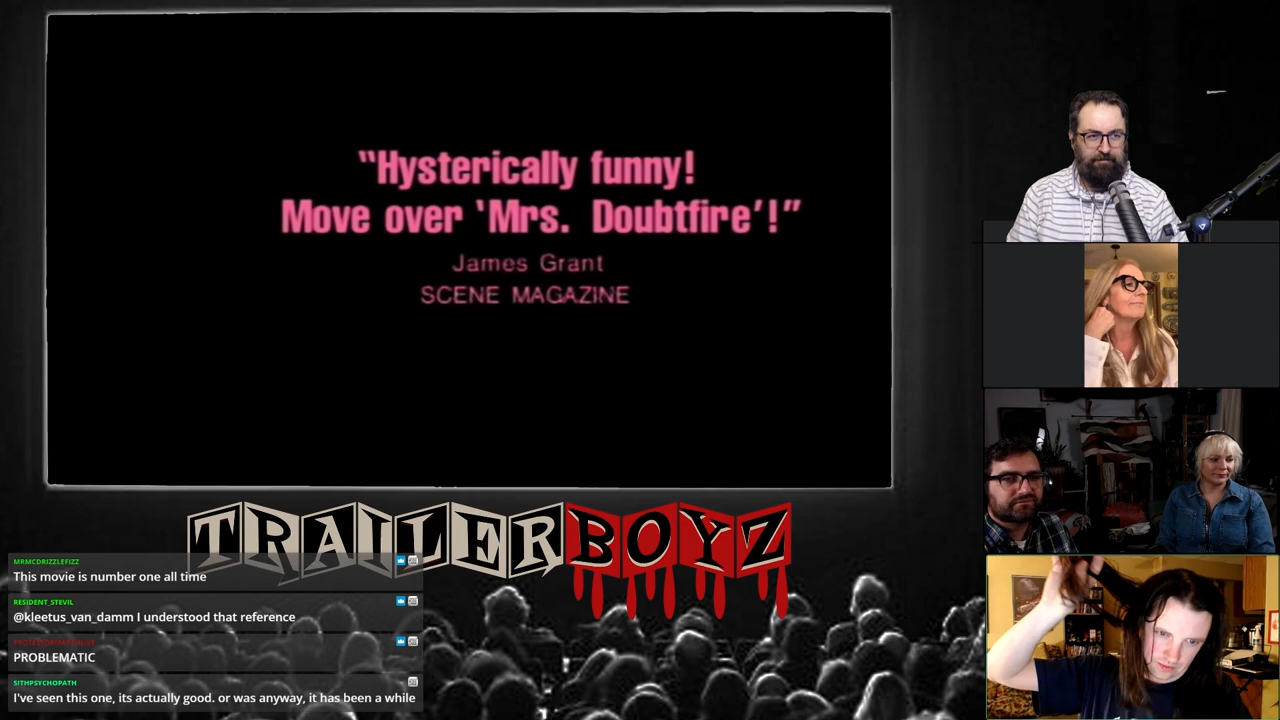 “Hysterically funny!
Move over ‘Mrs. Doubtfire’!”
James Grant
SCENE MAGAZINE
TRAILERBOYZ
MRMCDRIZZLEFIZZ
This movie is number one all time
RESIDENT_STEVIL
@kleetus_van_damm I understood that reference
PROBLEMATIC
SITHPSYCHOPATH
I've seen this one, its actually good. or was anyway, it has been a while